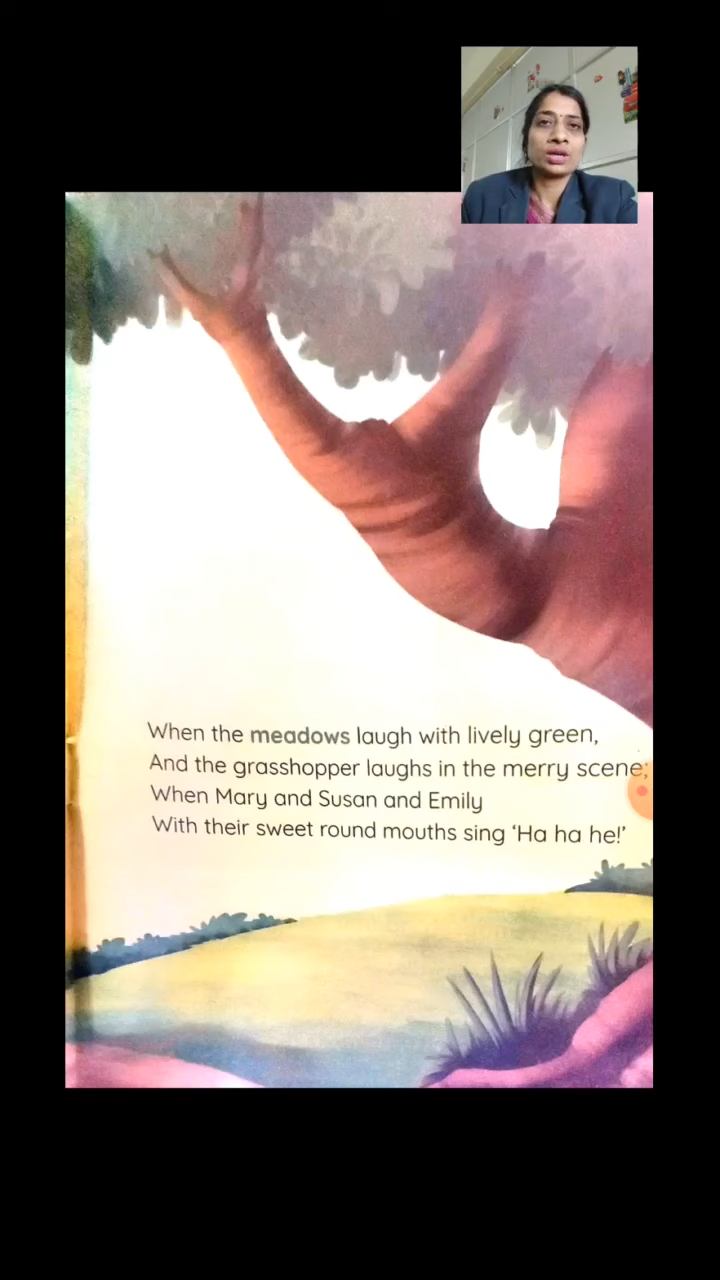 When the meadows laugh with lively green,
And the grasshopper laughs in the merry scene;
When Mary and Susan and Emily
With their sweet round mouths sing ‘Ha ha he!’